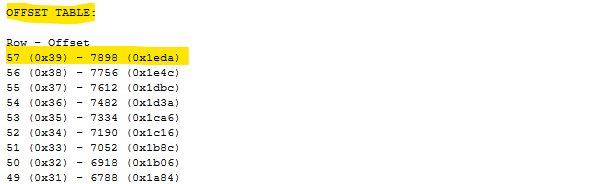 OFFSET TABLE:
Row - Offset
57 (0x39) - 7898 (0x1eda)
56 (0x38) - 7756 (0x1e4c)
55 (0x37) - 7612 (0x1dbc)
54 (0x36) - 7482 (0x1d3a)
53 (0x35) - 7334 (0x1ca6)
52 (0x34) - 7190 (0x1c16)
51 (0x33) - 7052 (0x1b8c)
50 (0x32) - 6918 (0x1b06)
49 (0x31) - 6788 (0x1a84)